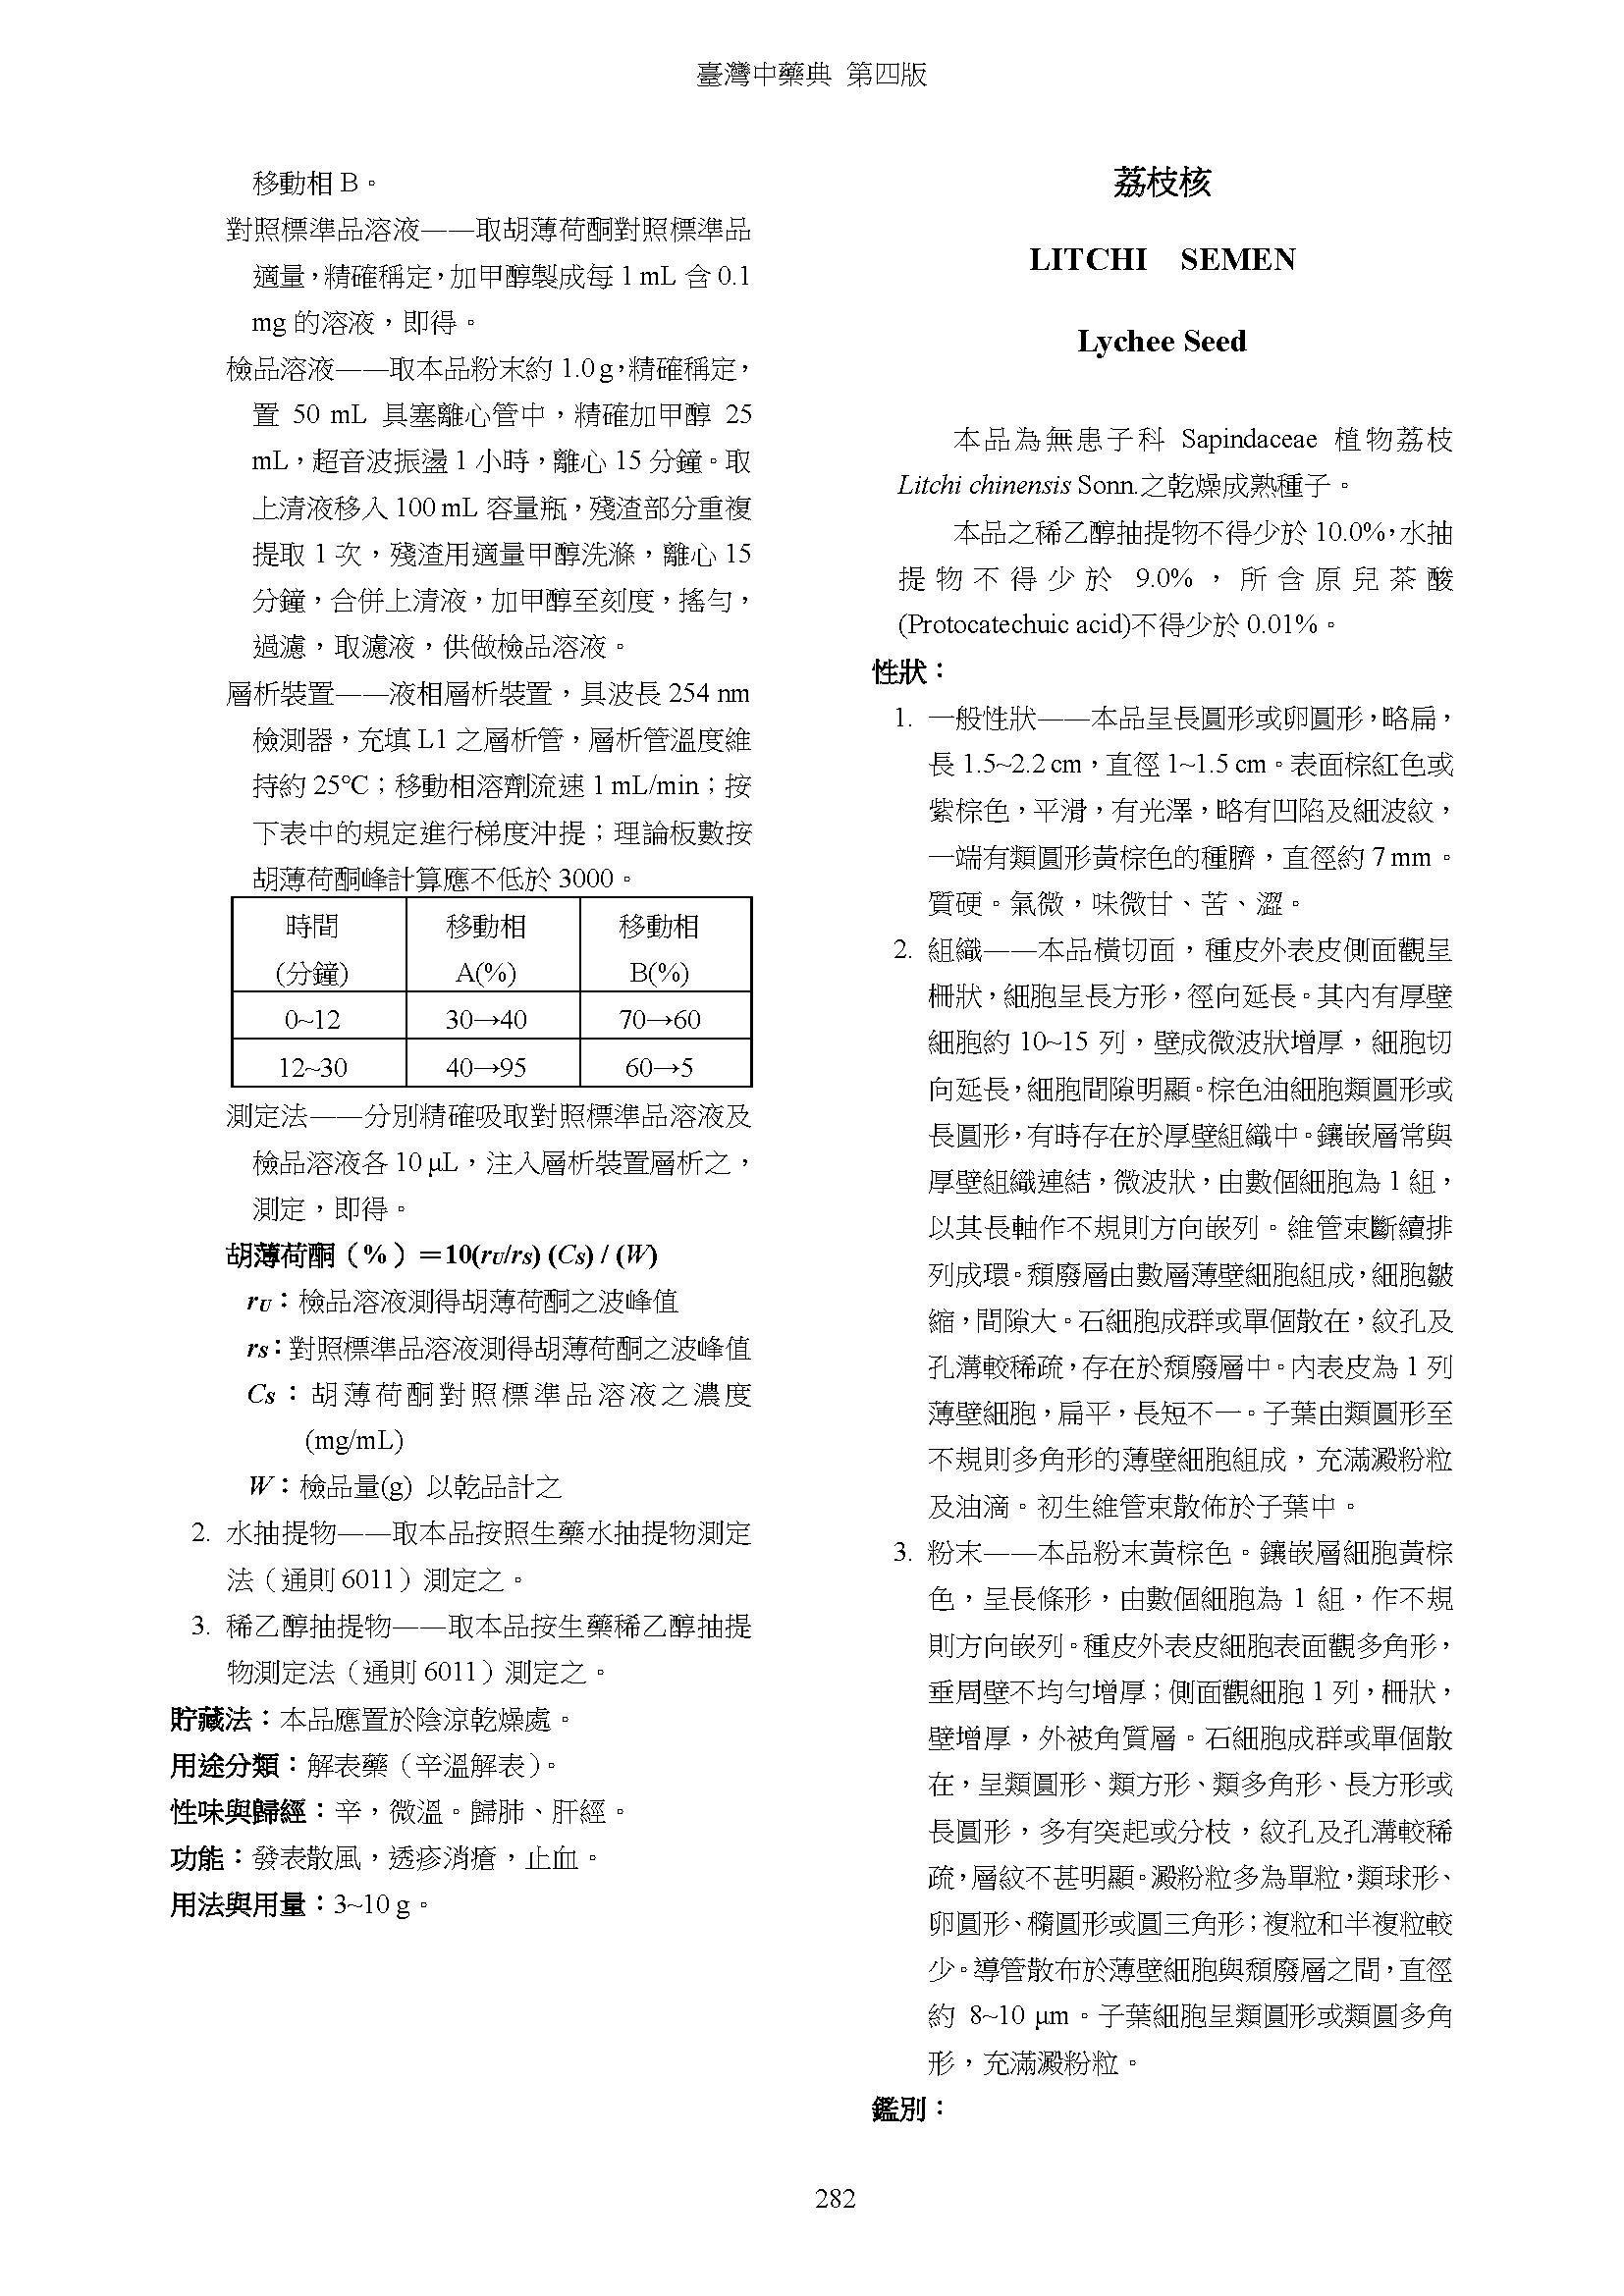 臺灣中藥典 第四版
移動相 B。
對照標準品溶液——取胡薄荷酮對照標準品
適量，精確稱定，加甲醇製成每 1 mL 含 0.1
mg 的溶液，即得。
檢品溶液——取本品粉末約 1.0 g，精確稱定，
置 50 mL 具塞離心管中，精確加甲醇 25
mL，超音波振盪 1 小時，離心 15 分鐘。取
上清液移入 100 mL 容量瓶，殘渣部分重複
提取 1 次，殘渣用適量甲醇洗滌，離心 15
分鐘，合併上清液，加甲醇至刻度，搖勻，
過濾，取濾液，供做檢品溶液。
層析裝置——液相層析裝置，具波長 254 nm
檢測器，充填 L1 之層析管，層析管溫度維
持約 25°C；移動相溶劑流速 1 mL/min；按
下表中的規定進行梯度沖提；理論板數按
胡薄荷酮峰計算應不低於 3000。
時間 移動相 移動相
(分鐘) A(%) B(%)
0~12 30→40 70→60
12~30 40→95 60→5
測定法——分別精確吸取對照標準品溶液及
檢品溶液各 10 μL，注入層析裝置層析之，
測定，即得。
胡薄荷酮（%）＝10(rU/rS) (CS) / (W)
rU：檢品溶液測得胡薄荷酮之波峰值
rS：對照標準品溶液測得胡薄荷酮之波峰值
CS：胡薄荷酮對照標準品溶液之濃度
(mg/mL)
W：檢品量(g) 以乾品計之
2. 水抽提物——取本品按照生藥水抽提物測定
法（通則 6011）測定之。
3. 稀乙醇抽提物——取本品按生藥稀乙醇抽提
物測定法（通則 6011）測定之。
貯藏法：本品應置於陰涼乾燥處。
用途分類：解表藥（辛溫解表）。
性味與歸經：辛，微溫。歸肺、肝經。
功能：發表散風，透疹消瘡，止血。
用法與用量：3~10 g。
荔枝核
LITCHI SEMEN
Lychee Seed
本品為無患子科 Sapindaceae 植物荔枝
Litchi chinensis Sonn.之乾燥成熟種子。
本品之稀乙醇抽提物不得少於 10.0%，水抽
提物不得少於 9.0%，所含原兒茶酸
(Protocatechuic acid)不得少於 0.01%。
性狀：
1. 一般性狀——本品呈長圓形或卵圓形，略扁，
長 1.5~2.2 cm，直徑 1~1.5 cm。表面棕紅色或
紫棕色，平滑，有光澤，略有凹陷及細波紋，
一端有類圓形黃棕色的種臍，直徑約 7 mm。
質硬。氣微，味微甘、苦、澀。
2. 組織——本品橫切面，種皮外表皮側面觀呈
柵狀，細胞呈長方形，徑向延長。其內有厚壁
細胞約 10~15 列，壁成微波狀增厚，細胞切
向延長，細胞間隙明顯。棕色油細胞類圓形或
長圓形，有時存在於厚壁組織中。鑲嵌層常與
厚壁組織連結，微波狀，由數個細胞為 1 組，
以其長軸作不規則方向嵌列。維管束斷續排
列成環。頹廢層由數層薄壁細胞組成，細胞皺
縮，間隙大。石細胞成群或單個散在，紋孔及
孔溝較稀疏，存在於頹廢層中。內表皮為 1 列
薄壁細胞，扁平，長短不一。子葉由類圓形至
不規則多角形的薄壁細胞組成，充滿澱粉粒
及油滴。初生維管束散佈於子葉中。
3. 粉末——本品粉末黃棕色。鑲嵌層細胞黃棕
色，呈長條形，由數個細胞為 1 組，作不規
則方向嵌列。種皮外表皮細胞表面觀多角形，
垂周壁不均勻增厚；側面觀細胞 1 列，柵狀，
壁增厚，外被角質層。石細胞成群或單個散
在，呈類圓形、類方形、類多角形、長方形或
長圓形，多有突起或分枝，紋孔及孔溝較稀
疏，層紋不甚明顯。澱粉粒多為單粒，類球形、
卵圓形、橢圓形或圓三角形；複粒和半複粒較
少。導管散布於薄壁細胞與頹廢層之間，直徑
約 8~10 μm。子葉細胞呈類圓形或類圓多角
形，充滿澱粉粒。
鑑別：
282